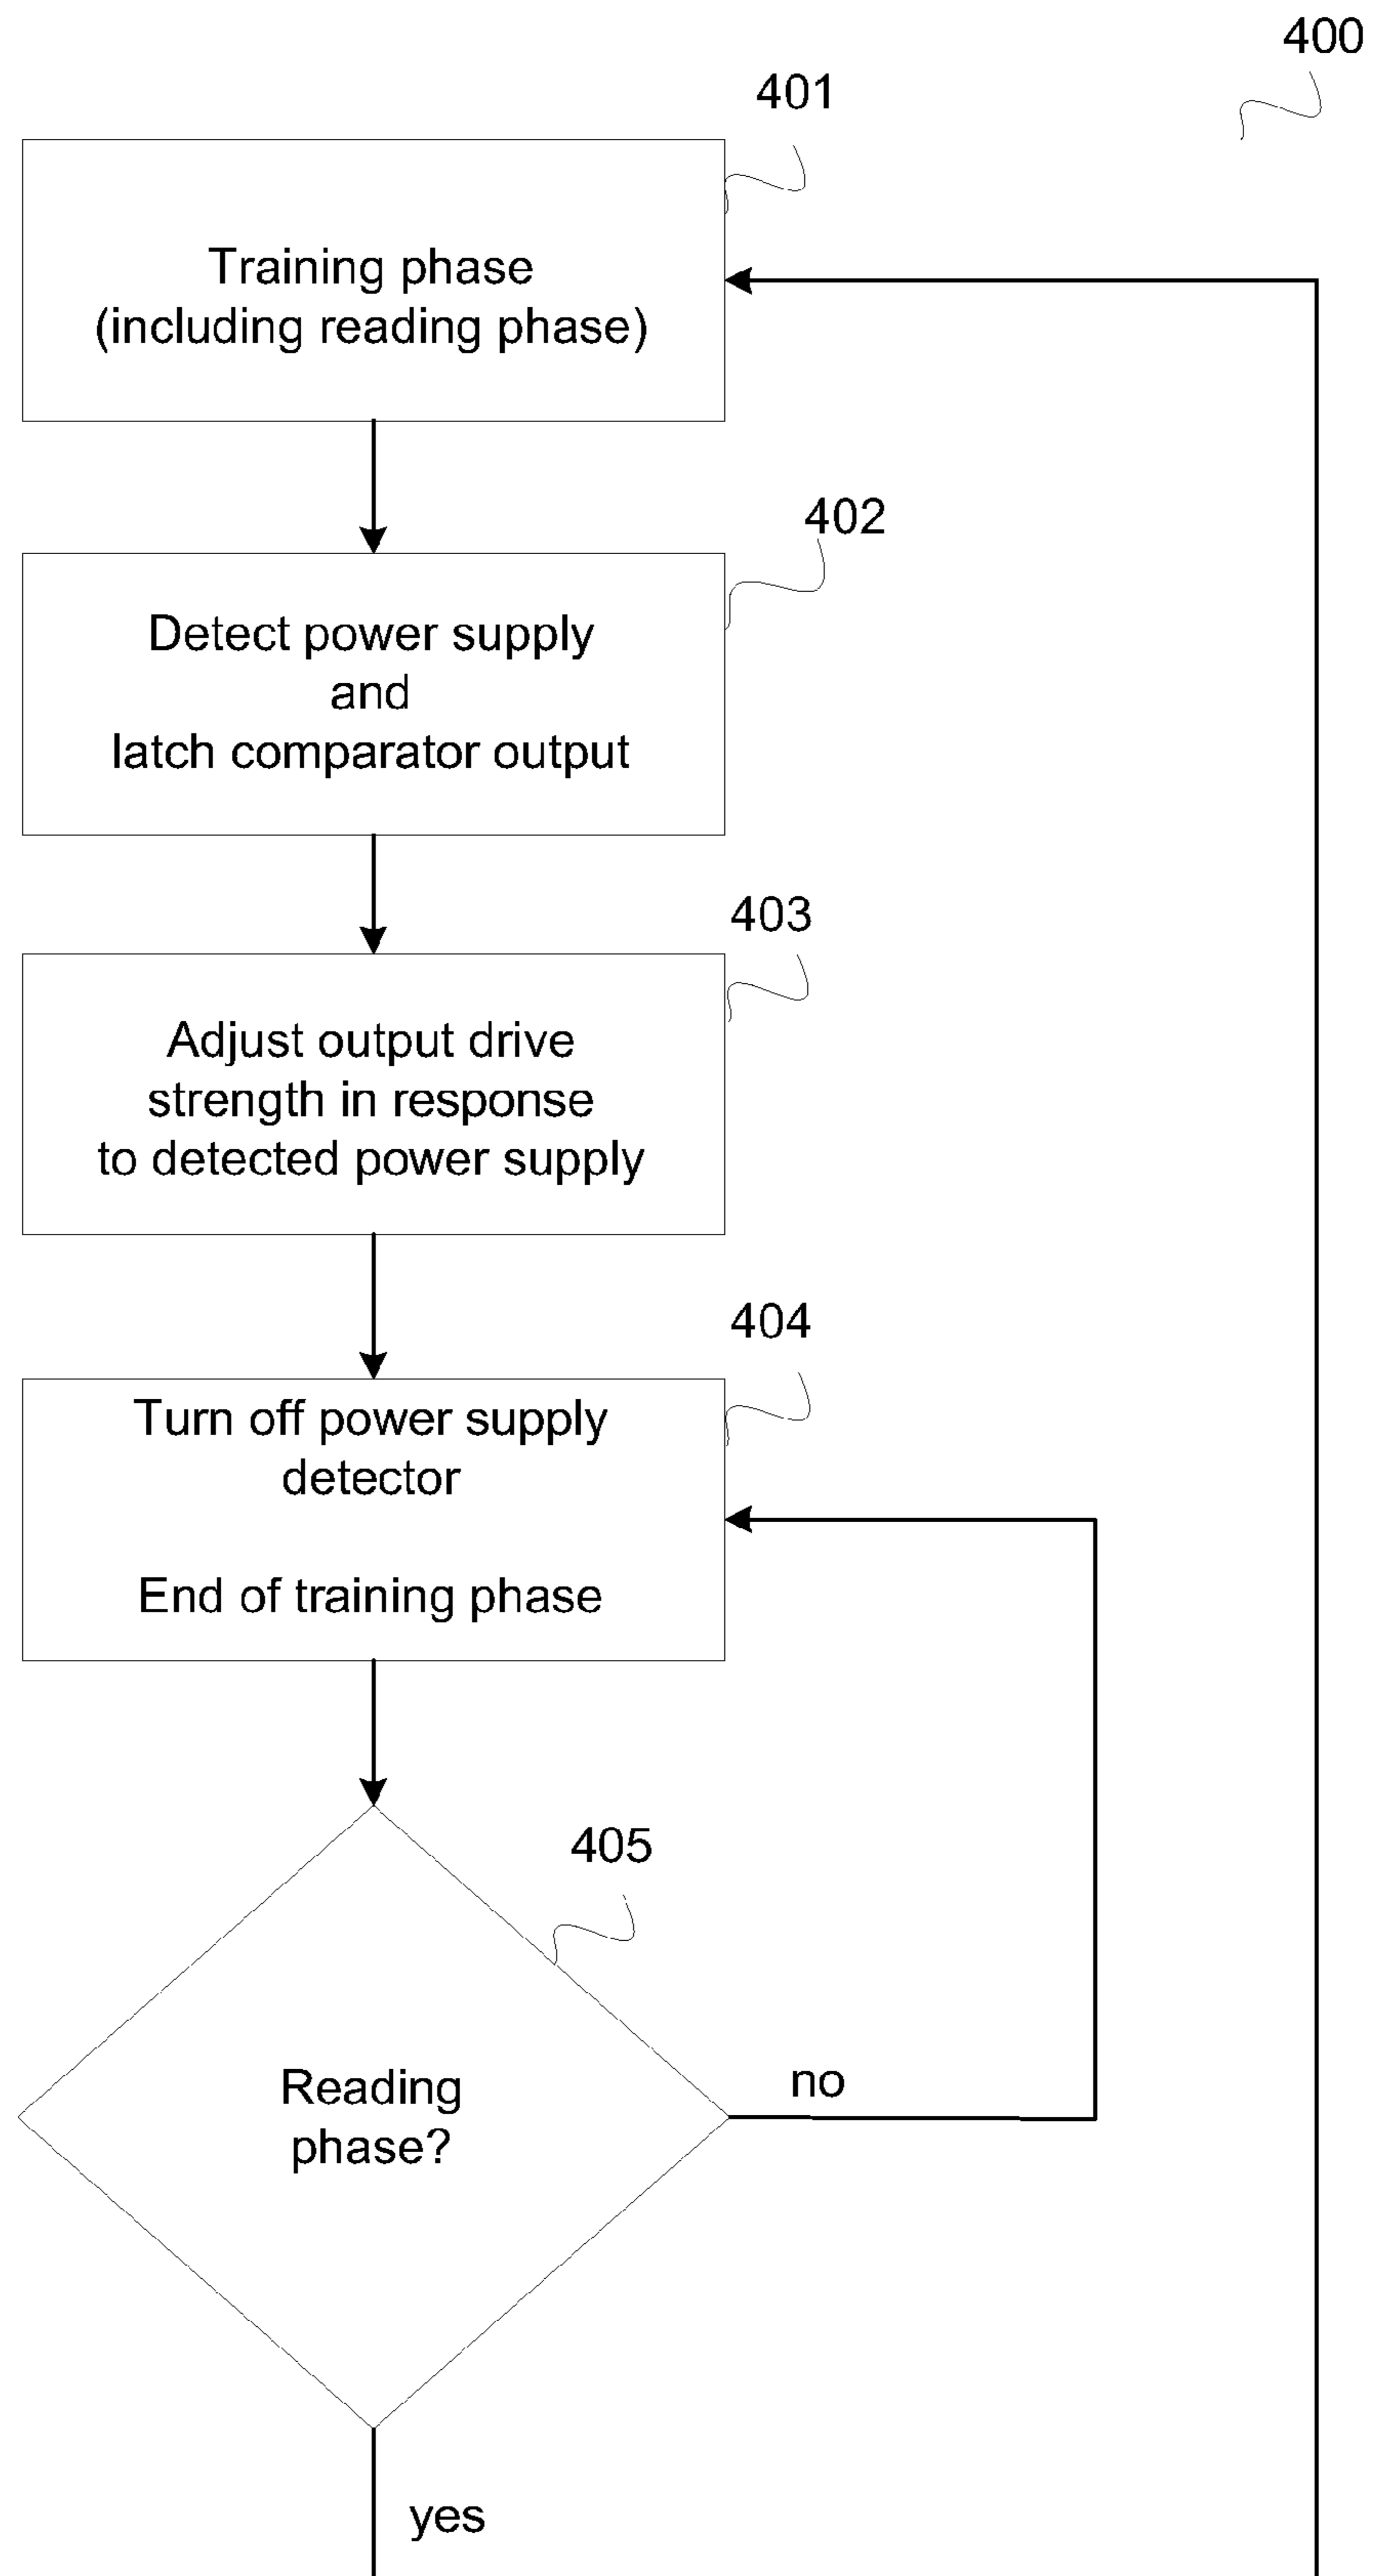 400
401
Training phase
(including reading phase)
402
Detect power supply
and
latch comparator output
403
Adjust output drive
strength in response
to detected power supply
404
Turn off power supply
detector
End of training phase
405
Reading
phase?
no
yes